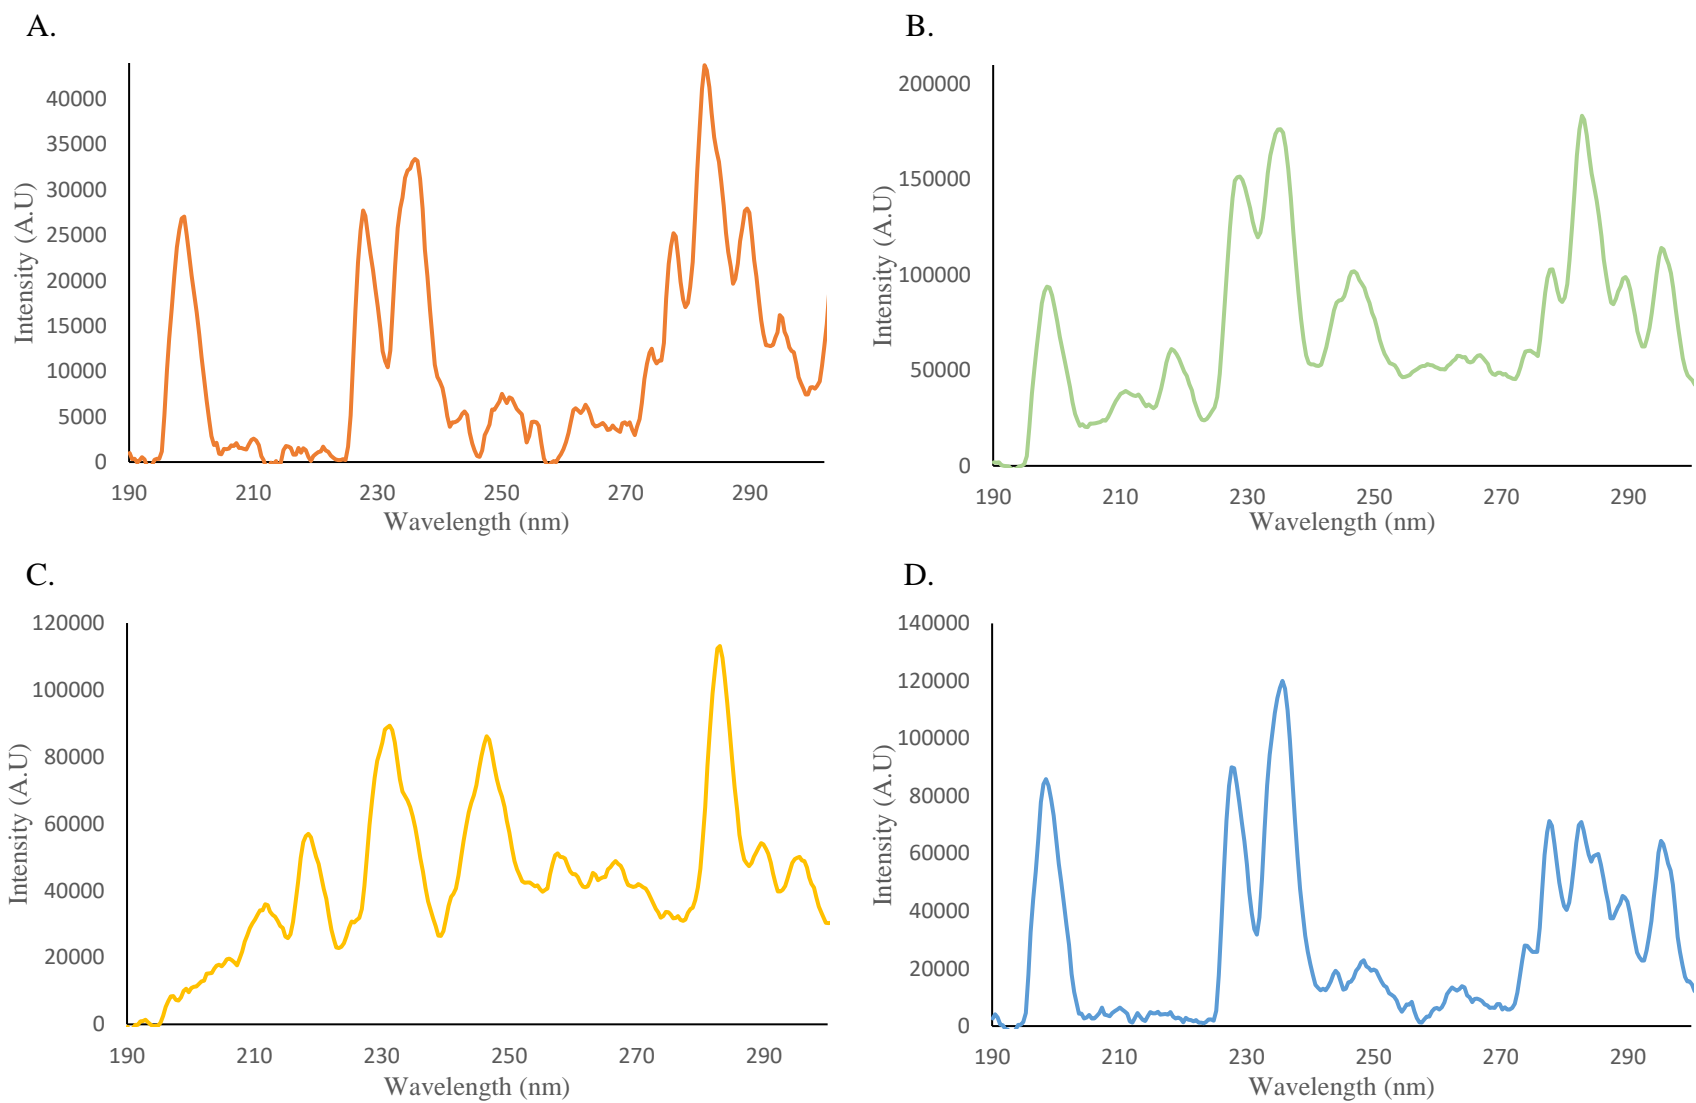 A.
Intensity (A.U)
40000
35000
30000
25000
20000
15000
10000
5000
0
190 210 230 250 270 290
Wavelength (nm)
B.
Intensity (A.U)
200000
150000
100000
50000
0
190 210 230 250 270 290
Wavelength (nm)
C.
Intensity (A.U)
120000
100000
80000
60000
40000
20000
0
190 210 230 250 270 290
Wavelength (nm)
D.
Intensity (A.U)
140000
120000
100000
80000
60000
40000
20000
0
190 210 230 250 270 290
Wavelength (nm)